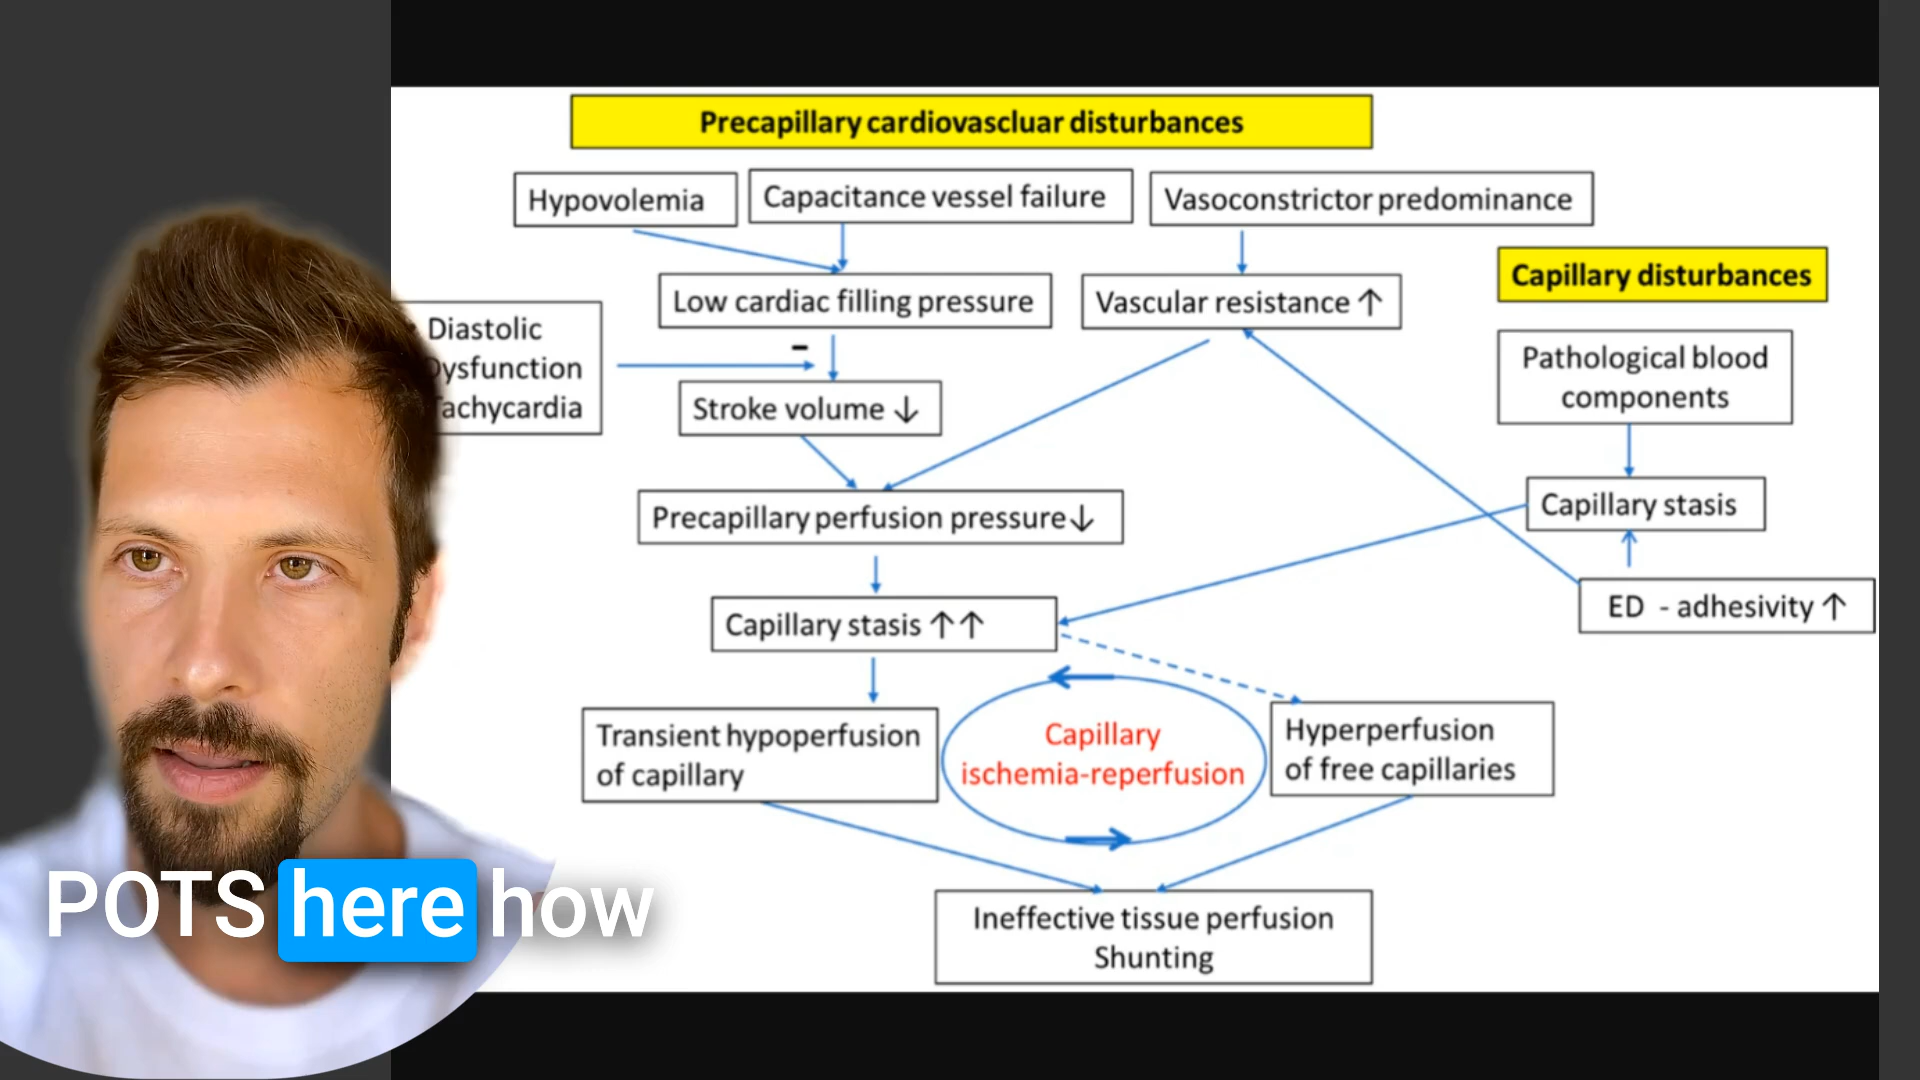 Precapillary cardiovascluar disturbances
Hypovolemia
Capacitance vessel failure
Vasoconstrictor predominance
Capillary disturbances
Low cardiac filling pressure
Vascular resistance ↑
Diastolic
ysfunction
achycardia
-
Pathological blood
components
Stroke volume ↓
Capillary stasis
Precapillary perfusion pressure↓
ED - adhesivity ↑
Capillary stasis ↑↑
Transient hypoperfusion
of capillary
Capillary
ischemia-reperfusion
Hyperperfusion
of free capillaries
Ineffective tissue perfusion
Shunting
POTS here how